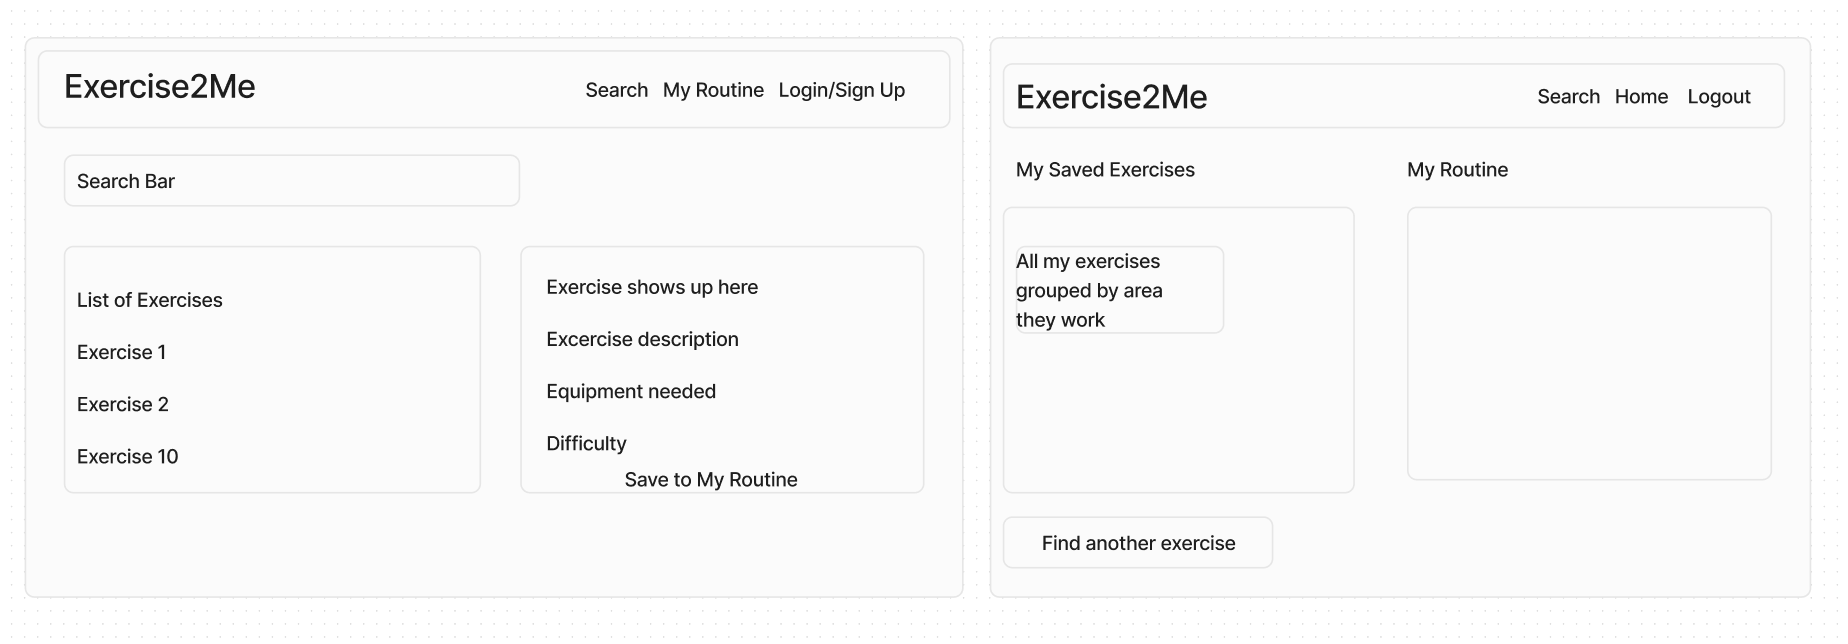 Exercise2Me
Search My Routine Login/Sign Up
Search Bar
List of Exercises
Exercise 1
Exercise 2
Exercise 10
Exercise shows up here
Excercise description
Equipment needed
Difficulty
Save to My Routine
Exercise2Me
Search Home Logout
My Saved Exercises
All my exercises
grouped by area
they work
My Routine
Find another exercise